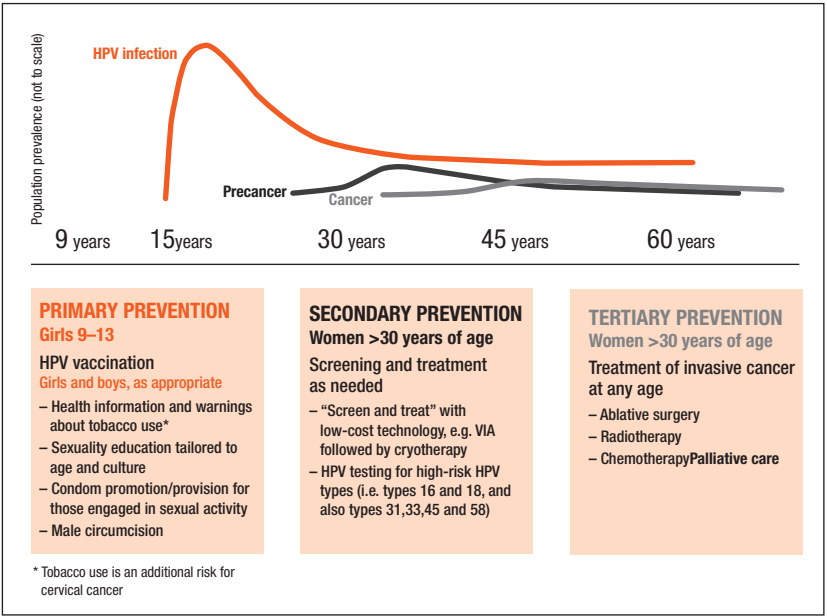 Population prevalence (not to scale)
HPV infection
Precancer
Cancer
9 years
15years
30 years
45 years
60 years
PRIMARY PREVENTION
Girls 9–13
HPV vaccination
Girls and boys, as appropriate
– Health information and warnings
about tobacco use*
– Sexuality education tailored to
age and culture
– Condom promotion/provision for
those engaged in sexual activity
– Male circumcision
SECONDARY PREVENTION
Women >30 years of age
Screening and treatment
as needed
– “Screen and treat” with
low-cost technology, e.g. VIA
followed by cryotherapy
– HPV testing for high-risk HPV
types (i.e. types 16 and 18, and
also types 31,33,45 and 58)
TERTIARY PREVENTION
Women >30 years of age
Treatment of invasive cancer
at any age
– Ablative surgery
– Radiotherapy
– ChemotherapyPalliative care
* Tobacco use is an additional risk for
cervical cancer